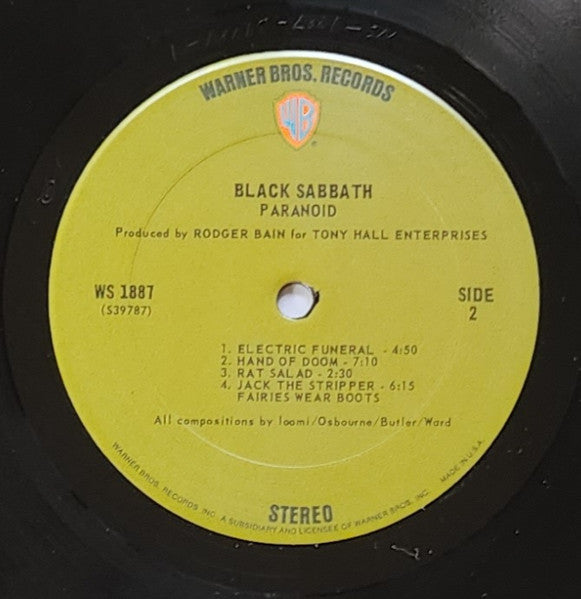 WARNER BROS. RECORDS
WB
®
BLACK SABBATH
PARANOID
Produced by RODGER BAIN for TONY HALL ENTERPRISES
WS 1887
(S39787)
SIDE
2
1. ELECTRIC FUNERAL - 4:50
2. HAND OF DOOM - 7:10
3. RAT SALAD - 2:30
4. JACK THE STRIPPER - 6:15
FAIRIES WEAR BOOTS
All compositions by Ioomi/Osbourne/Butler/Ward
STEREO
WARNER BROS. RECORDS INC. A SUBSIDIARY AND LICENSEE OF WARNER BROS. INC. MADE IN U.S.A.